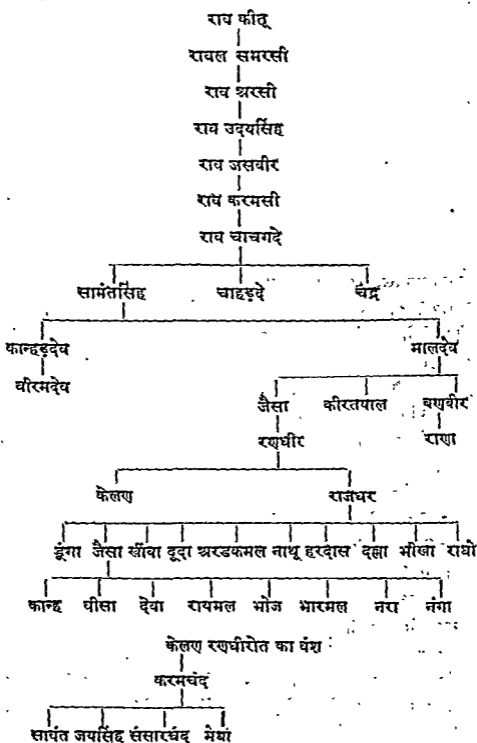 राव कीतू
रावल समरसी
राव अरसी
राव उदयसिंह
राव जसवीर
राव करमसी
राव चाचगदे
सामंतसिंह चाहड़दे चंद्र
कान्हड़देव मालदेव
वीरमदेव
जैसा कीरतपाल वणवीर
रणधीर राणा
केलण राजधर
डूंगा जैसा खींवा दूदा अरडकमल नाथू हरदास दल्ला भीखा राघो
कान्ह वीसा देवा रायमल भोज भारमल नरा नंगा
केलण रणधीरोत का वंश
करमचंद
सावंत जयसिंह संसारचंद मेघा